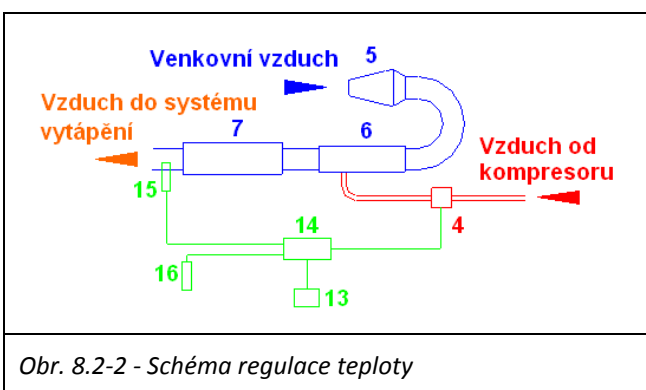 Venkovní vzduch
5
Vzduch do systému
vytápění
7
6
Vzduch od
kompresoru
15
14
4
16
13
Obr. 8.2-2 - Schéma regulace teploty